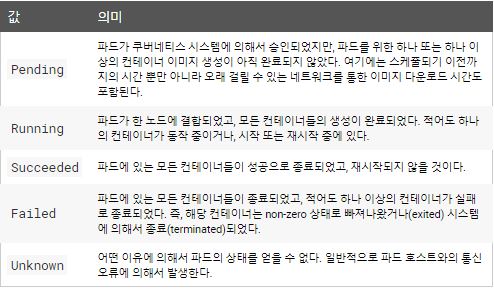 값 의미
파드가 쿠버네티스 시스템에 의해서 승인되었지만, 파드를 위한 하나 또는 하나 이
상의 컨테이너 이미지 생성이 아직 완료되지 않았다. 여기에는 스케줄되기 이전까
Pending
지의 시간 뿐만 아니라 오래 걸릴 수 있는 네트워크를 통한 이미지 다운로드 시간도
포함된다.
파드가 한 노드에 결합되었고, 모든 컨테이너들의 생성이 완료되었다. 적어도 하나
Running
의 컨테이너가 동작 중이거나, 시작 또는 재시작 중에 있다.
Succeeded 파드에 있는 모든 컨테이너들이 성공으로 종료되었고, 재시작되지 않을 것이다.
파드에 있는 모든 컨테이너들이 종료되었고, 적어도 하나 이상의 컨테이너가 실패
Failed 로 종료되었다. 즉, 해당 컨테이너는 non-zero 상태로 빠져나왔거나(exited) 시스템
에 의해서 종료(terminated)되었다.
어떤 이유에 의해서 파드의 상태를 얻을 수 없다. 일반적으로 파드 호스트와의 통신
Unknown
오류에 의해서 발생한다.